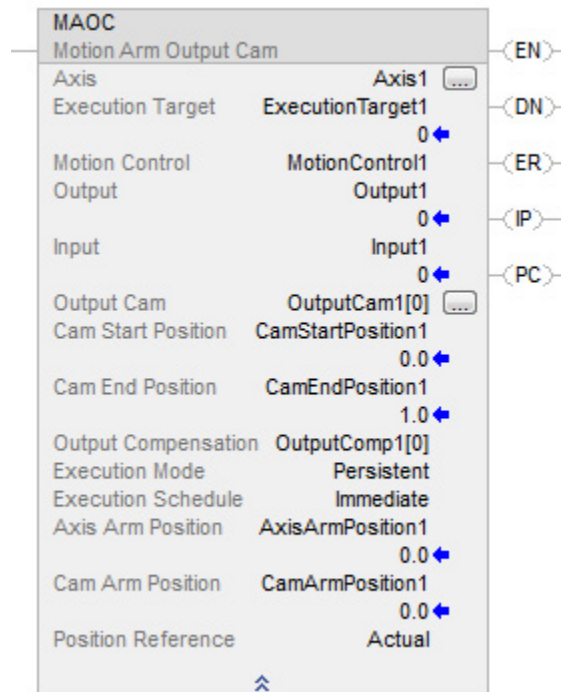 MAOC
Motion Arm Output Cam (EN)
Axis Axis1 ...
Execution Target ExecutionTarget1 (DN)
0
Motion Control MotionControl1 (ER)
Output Output1
0 (IP)
Input Input1
0 (PC)
Output Cam OutputCam1[0] ...
Cam Start Position CamStartPosition1
0.0
Cam End Position CamEndPosition1
1.0
Output Compensation OutputComp1[0]
Execution Mode Persistent
Execution Schedule Immediate
Axis Arm Position AxisArmPosition1
0.0
Cam Arm Position CamArmPosition1
0.0
Position Reference Actual